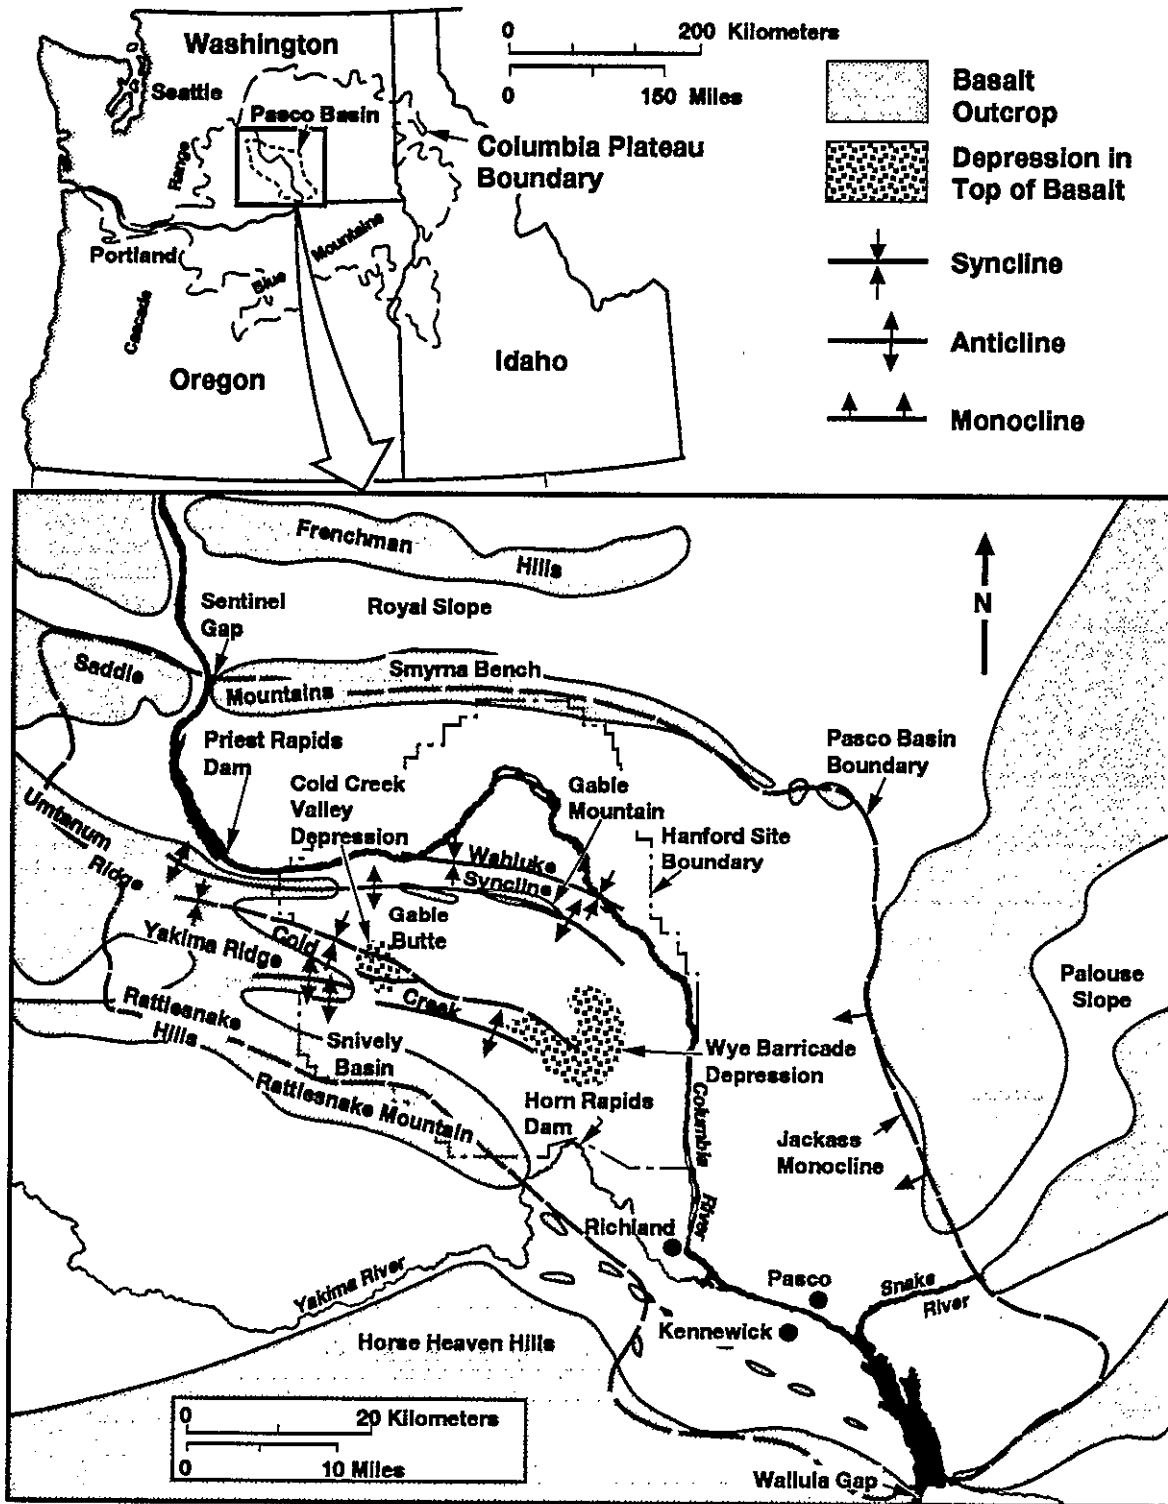 Washington
Seattle
Pasco Basin
Range
Portland
Cascade
Blue
Mountains
Oregon
Idaho
0 200 Kilometers
0 150 Miles
Columbia Plateau
Boundary
Basalt
Outcrop
Depression in
Top of Basalt
Syncline
Anticline
Monocline
Frenchman
Hills
Sentinel
Gap
Royal Slope
N
Saddle
Mountains
Smyrna Bench
Priest Rapids
Dam
Cold Creek
Valley
Depression
Gable
Mountain
Pasco Basin
Boundary
Hanford Site
Boundary
Umtanum
Ridge
Wahluke
Syncline
Gable
Butte
Yakima Ridge
Cold
Creek
Palouse
Slope
Rattlesnake
Hills
Snively
Basin
Rattlesnake Mountain
Wye Barricade
Depression
Horn Rapids
Dam
Columbia
River
Jackass
Monocline
Richland
Yakima River
Pasco
Snake
River
Kennewick
Horse Heaven Hills
0 20 Kilometers
0 10 Miles
Wallula Gap